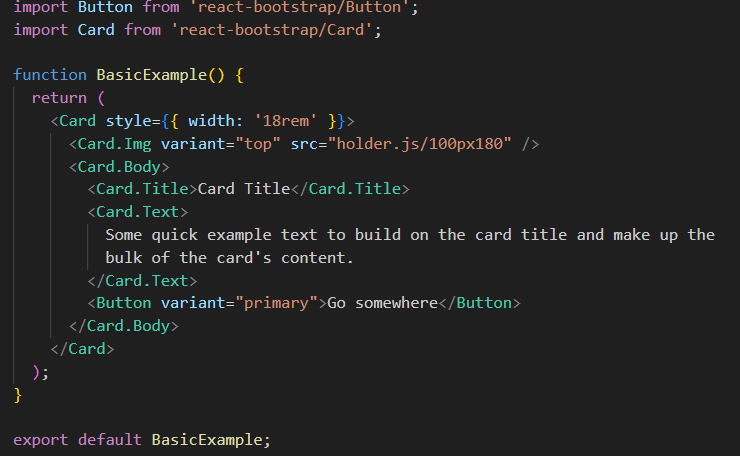 import Button from 'react-bootstrap/Button';
import Card from 'react-bootstrap/Card';

function BasicExample() {
  return (
    <Card style={{ width: '18rem' }}>
      <Card.Img variant="top" src="holder.js/100px180" />
      <Card.Body>
        <Card.Title>Card Title</Card.Title>
        <Card.Text>
          Some quick example text to build on the card title and make up the
          bulk of the card's content.
        </Card.Text>
        <Button variant="primary">Go somewhere</Button>
      </Card.Body>
    </Card>
  );
}

export default BasicExample;